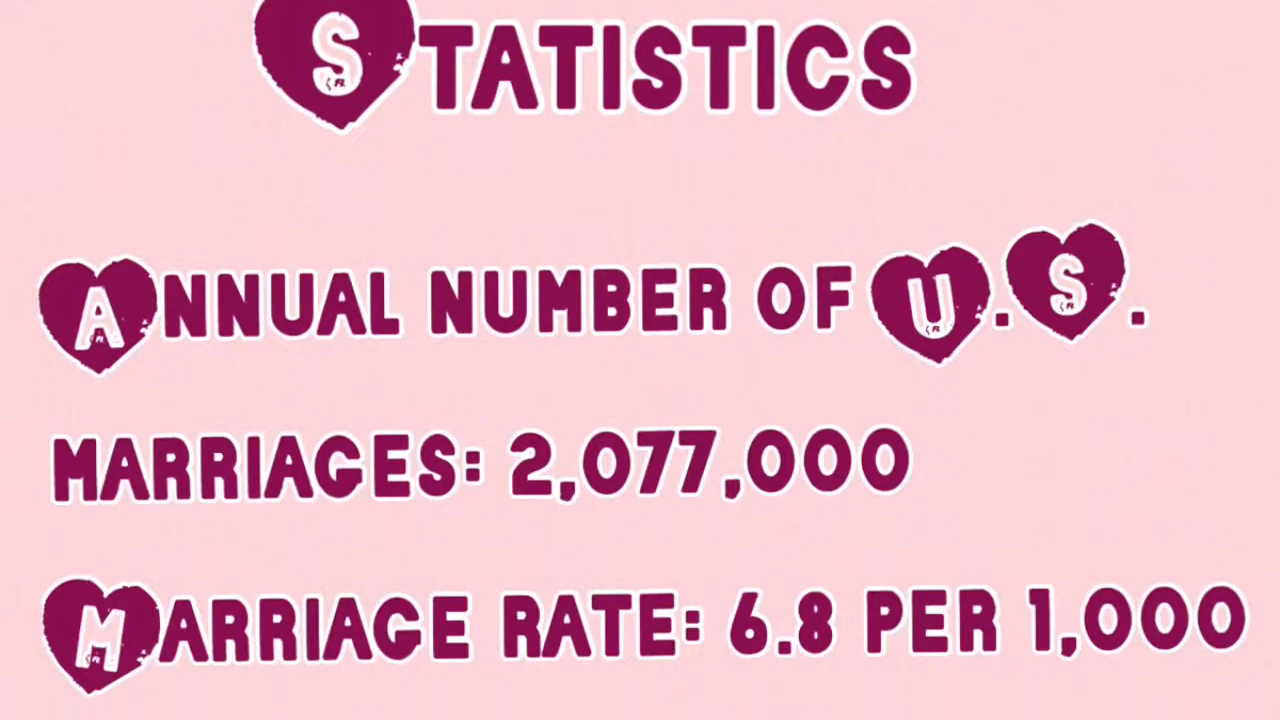 Statistics
Annual number of U.S.
marriages: 2,077,000
Marriage rate: 6.8 per 1,000